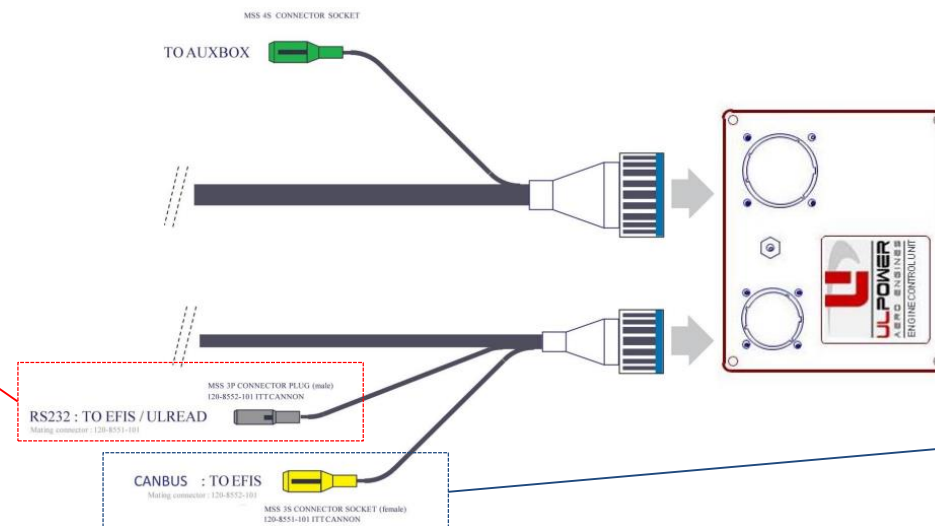 MSS 4S CONNECTOR SOCKET
TO AUXBOX
ULPOWER
AERO ENGINES
ENGINE CONTROL UNIT
MSS 3P CONNECTOR PLUG (male)
120-8552-101 ITT CANNON
RS232 : TO EFIS / ULREAD
Mating connector : 120-8551-101
CANBUS : TO EFIS
Mating connector : 120-8552-101
MSS 3S CONNECTOR SOCKET (female)
120-8551-101 ITT CANNON